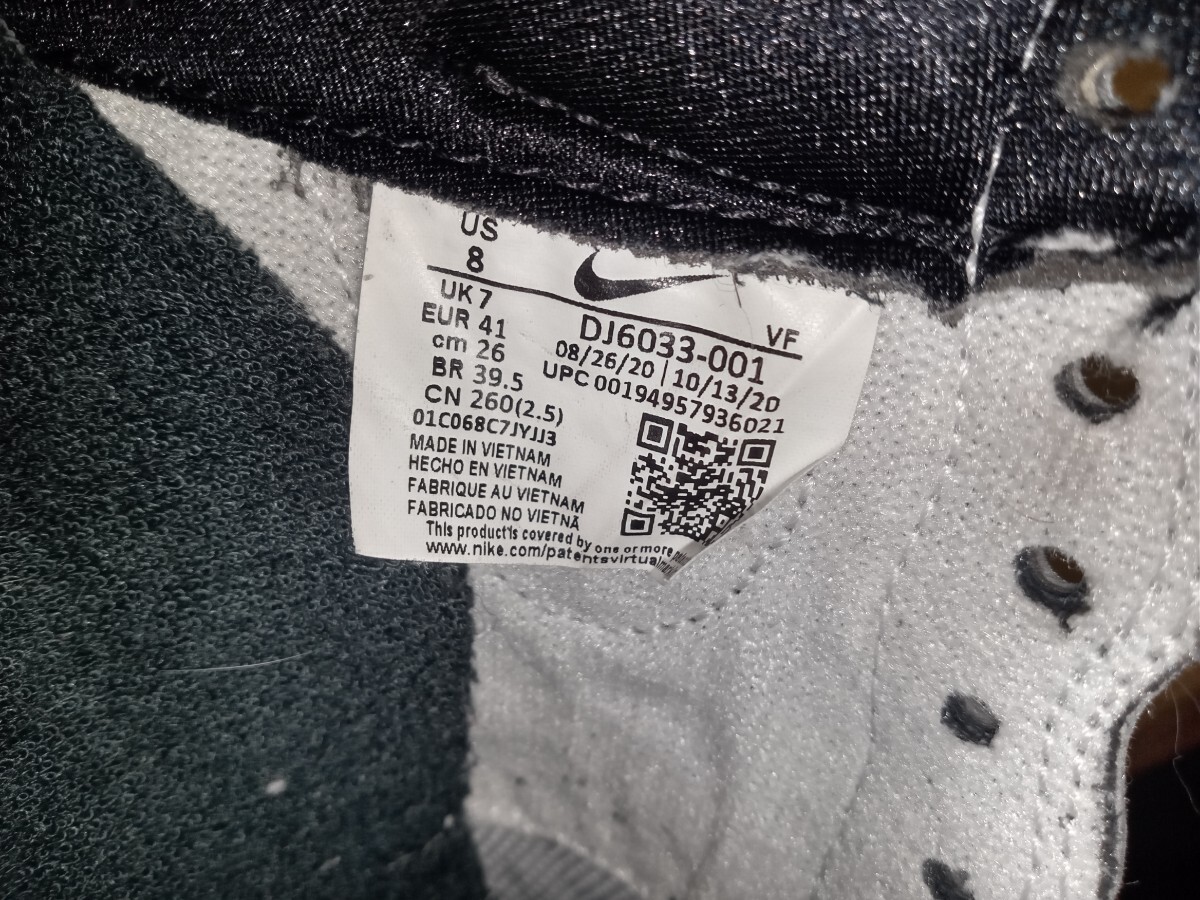 US
8
UK 7
EUR 41
cm 26
BR 39.5
CN 260(2.5)
01C068C7JYJJ3
VF
DJ6033-001
08/26/20 | 10/13/20
UPC 00194957936021
MADE IN VIETNAM
HECHO EN VIETNAM
FABRIQUE AU VIETNAM
FABRICADO NO VIETNÃ
This product is covered by one or more
www.nike.com/patentsvirtual